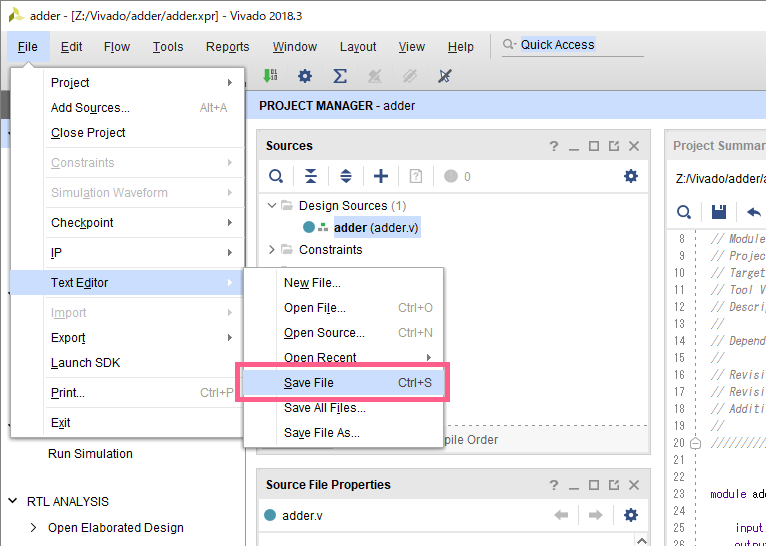 adder - [Z:/Vivado/adder/adder.xpr] - Vivado 2018.3
File Edit Flow Tools Reports Window Layout View Help Quick Access
Project
Add Sources... Alt+A
Close Project
Constraints
Simulation Waveform
Checkpoint
IP
Text Editor
Import
Export
Launch SDK
Print... Ctrl+P
Exit
New File...
Open File... Ctrl+O
Open Source... Ctrl+N
Open Recent
Save File Ctrl+S
Save All Files...
Save File As...
Run Simulation
RTL ANALYSIS
Open Elaborated Design
PROJECT MANAGER - adder
Sources
0
Design Sources (1)
adder (adder.v)
Constraints
Order
Source File Properties
adder.v
Project
Z:/Vivado/adder/
8 // Module
9 // Projec
10 // Target
11 // Tool V
12 // Descri
13 //
14 // Depend
15 //
16 // Revisi
17 // Revisi
18 // Additi
19 //
20 //////////
21
22
23 module ad
24
25 input
26